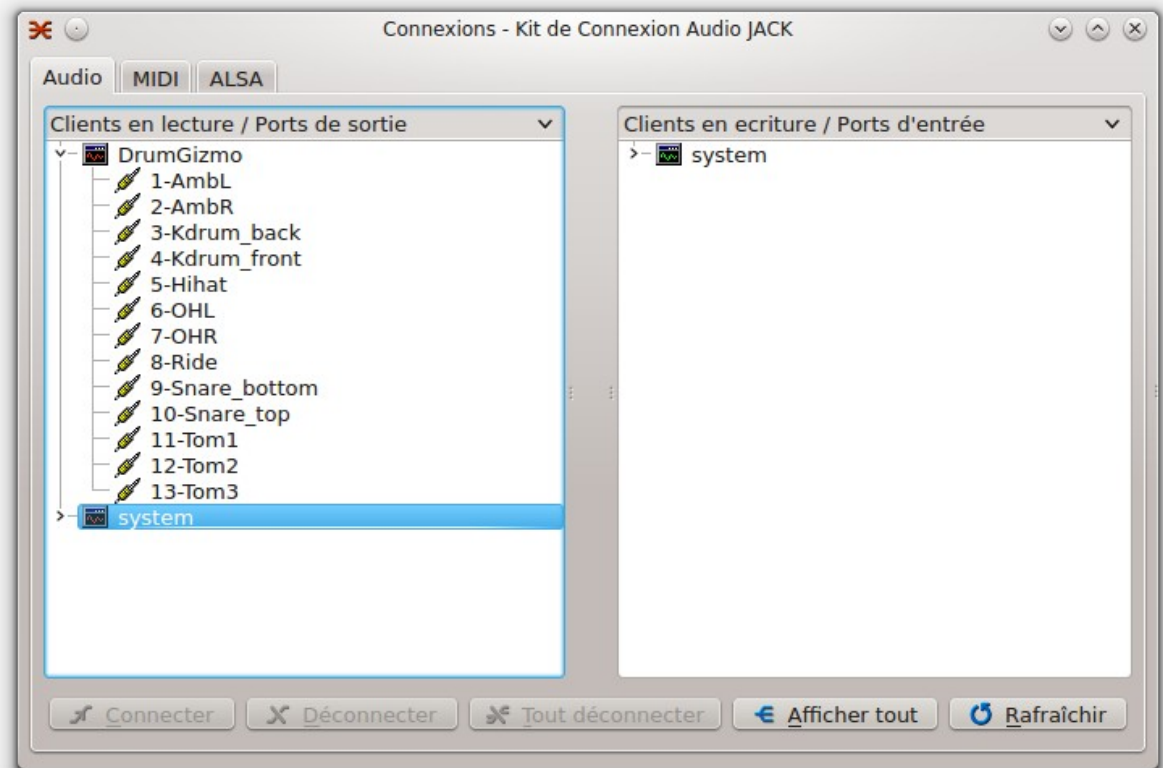 Connexions - Kit de Connexion Audio JACK
Audio MIDI ALSA
Clients en lecture / Ports de sortie
DrumGizmo
1-AmbL
2-AmbR
3-Kdrum_back
4-Kdrum_front
5-Hihat
6-OHL
7-OHR
8-Ride
9-Snare_bottom
10-Snare_top
11-Tom1
12-Tom2
13-Tom3
system
Clients en ecriture / Ports d'entrée
system
Connecter Déconnecter Tout déconnecter Afficher tout Rafraîchir